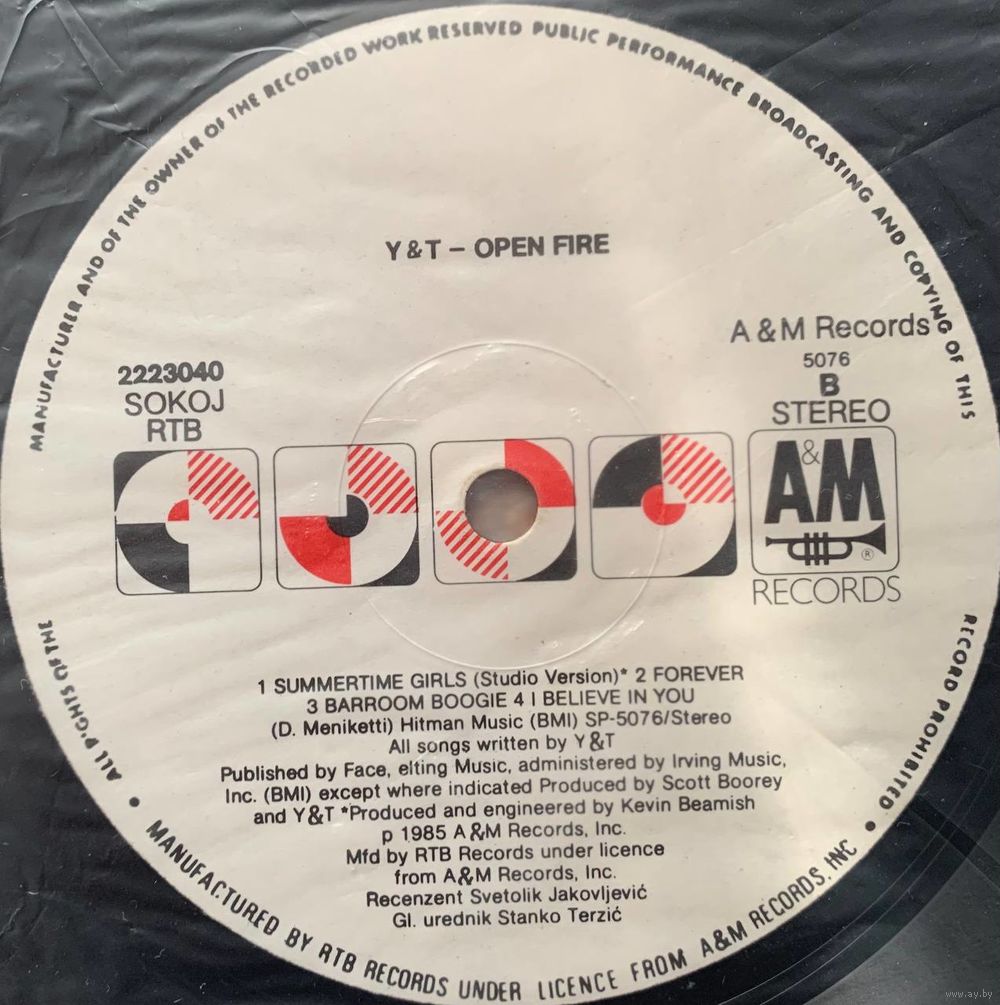 ALL RIGHTS OF THE MANUFACTURER AND OF THE OWNER OF THE RECORDED WORK RESERVED PUBLIC PERFORMANCE BROADCASTING AND COPYING OF THIS RECORD PROHIBITED
Y & T – OPEN FIRE
A & M Records
5076
B
STEREO
2223040
SOKOJ
RTB
A&M
®
RECORDS
1 SUMMERTIME GIRLS (Studio Version)* 2 FOREVER
3 BARROOM BOOGIE 4 I BELIEVE IN YOU
(D. Meniketti) Hitman Music (BMI) SP-5076/Stereo
All songs written by Y &T
Published by Face, elting Music, administered by Irving Music,
Inc. (BMI) except where indicated Produced by Scott Boorey
and Y&T *Produced and engineered by Kevin Beamish
p 1985 A&M Records, Inc.
Mfd by RTB Records under licence
from A&M Records, Inc.
Recenzent Svetolik Jakovljević
Gl. urednik Stanko Terzić
• MANUFACTURED BY RTB RECORDS UNDER LICENCE FROM A&M RECORDS. INC •
www.ay.by